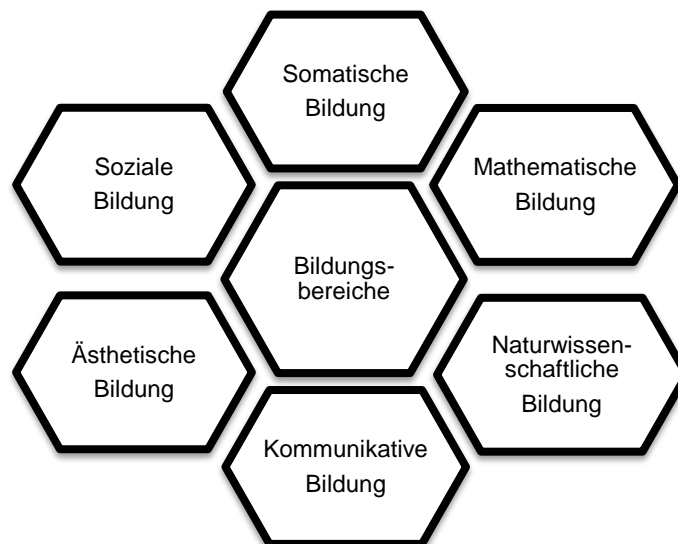 Somatische
Bildung
Soziale
Bildung
Mathematische
Bildung
Bildungs-
bereiche
Ästhetische
Bildung
Naturwissen-
schaftliche
Bildung
Kommunikative
Bildung